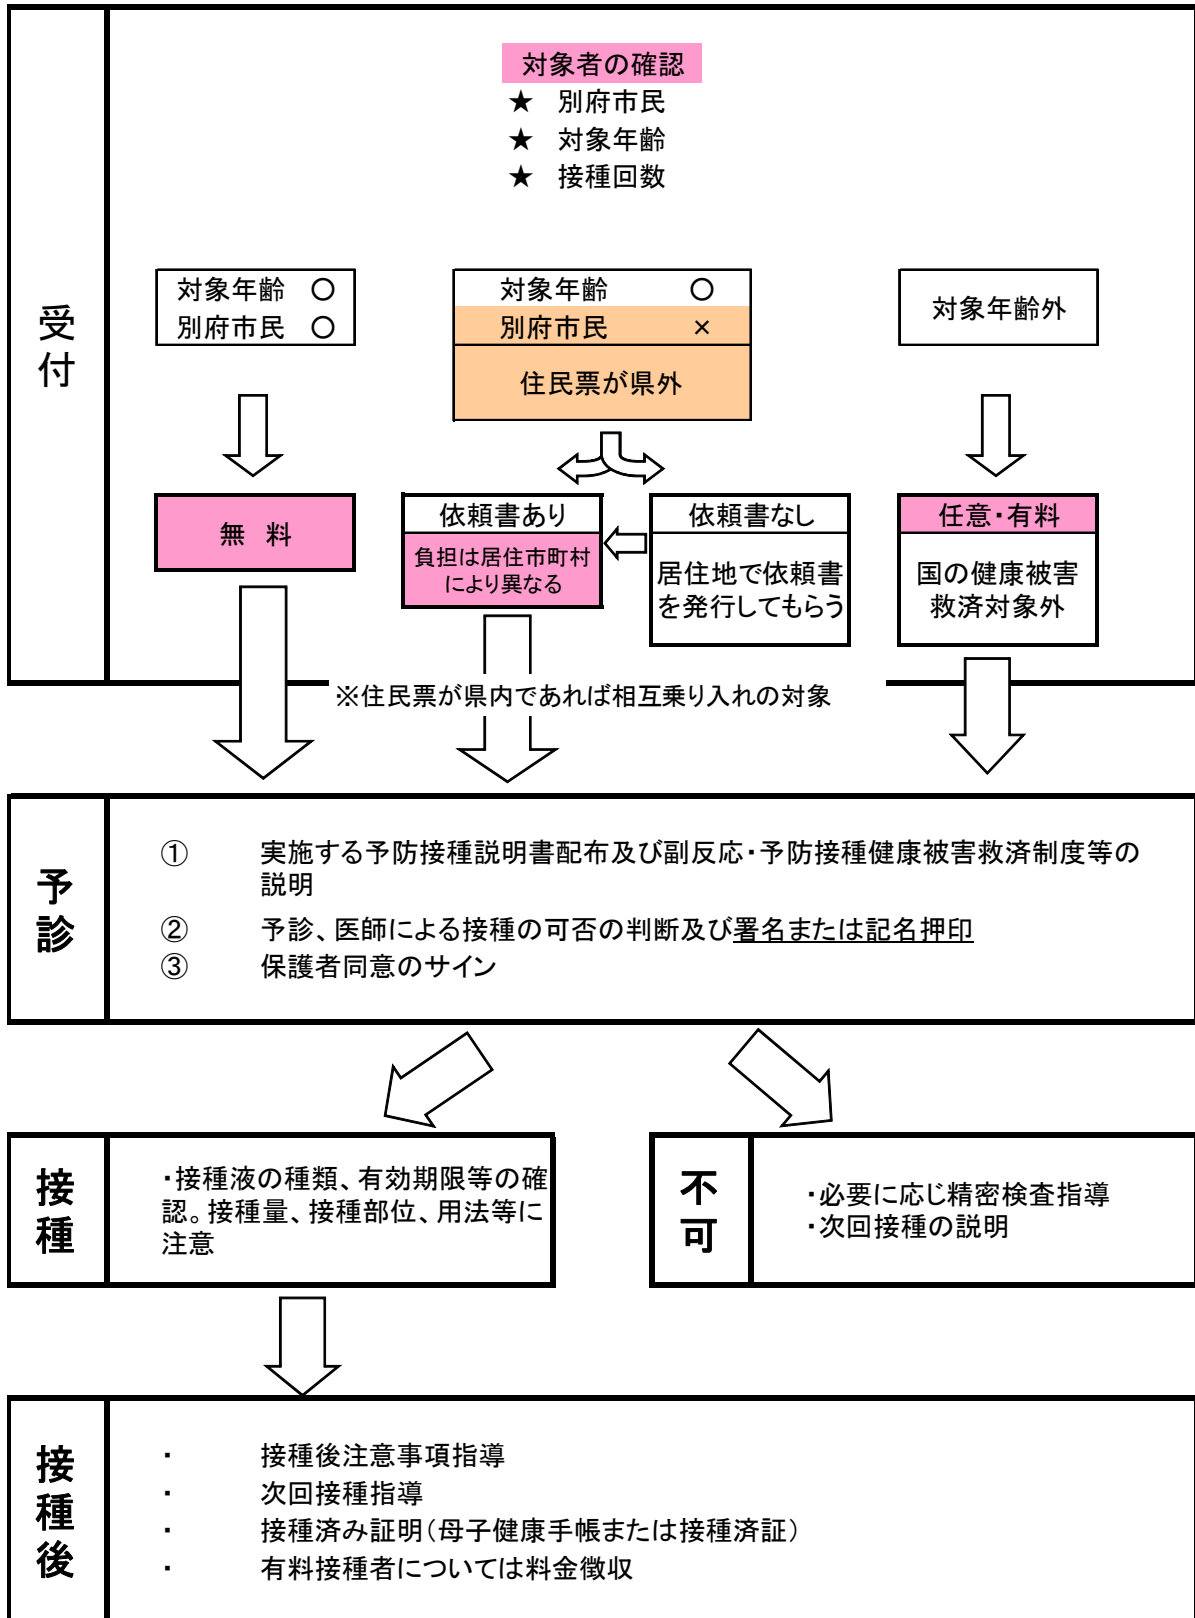 対象者の確認
★ 別府市民
★ 対象年齢
★ 接種回数
受付
対象年齢 ○
別府市民 ○
対象年齢 ○
別府市民 ×
住民票が県外
対象年齢外
無 料
依頼書あり
負担は居住市町村
により異なる
依頼書なし
居住地で依頼書
を発行してもらう
任意・有料
国の健康被害
救済対象外
※住民票が県内であれば相互乗り入れの対象
予診
① 実施する予防接種説明書配布及び副反応・予防接種健康被害救済制度等の
説明
② 予診、医師による接種の可否の判断及び署名または記名押印
③ 保護者同意のサイン
接種
・接種液の種類、有効期限等の確
認。接種量、接種部位、用法等に
注意
不可
・必要に応じ精密検査指導
・次回接種の説明
接種後
・ 接種後注意事項指導
・ 次回接種指導
・ 接種済み証明(母子健康手帳または接種済証)
・ 有料接種者については料金徴収